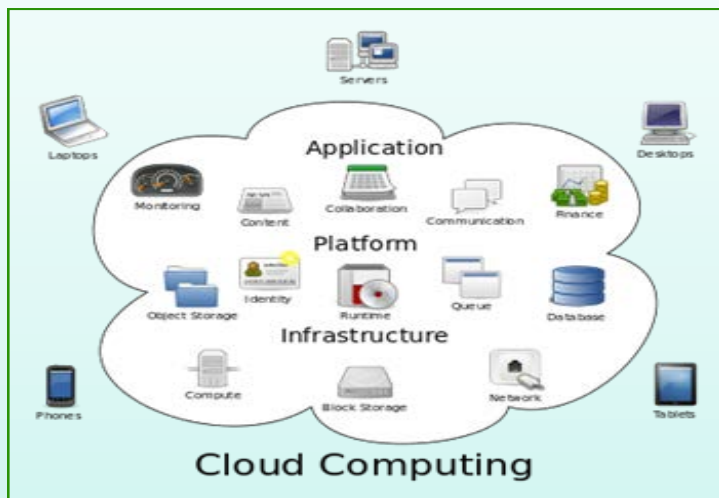 Servers
Laptops
Desktops
Application
Monitoring
Content
Collaboration
Communication
Finance
Platform
Object Storage
Identity
Runtime
Queue
Database
Infrastructure
Compute
Block Storage
Network
Phones
Tablets
Cloud Computing